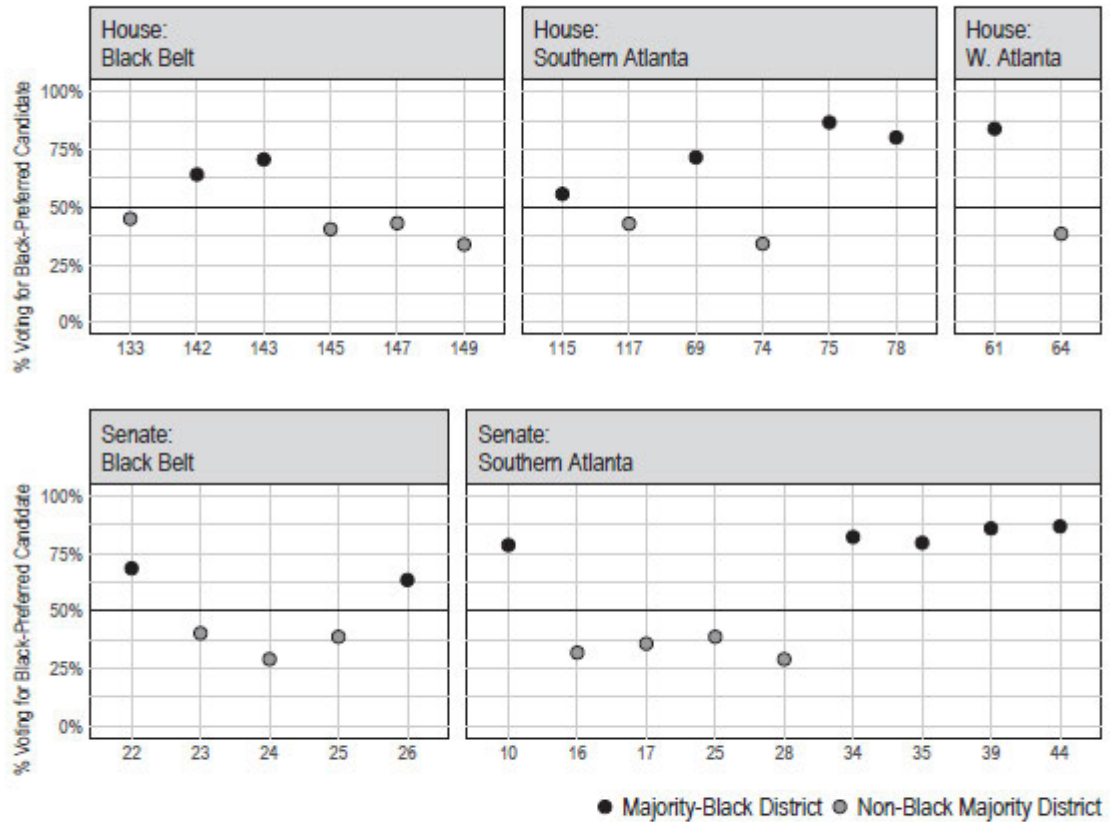 House:
Black Belt
House:
Southern Atlanta
House:
W. Atlanta
% Voting for Black-Preferred Candidate
100%
75%
50%
25%
0%
133 142 143 145 147 149
115 117 69 74 75 78
61 64
Senate:
Black Belt
Senate:
Southern Atlanta
% Voting for Black-Preferred Candidate
100%
75%
50%
25%
0%
22 23 24 25 26
10 16 17 25 28 34 35 39 44
Majority-Black District Non-Black Majority District